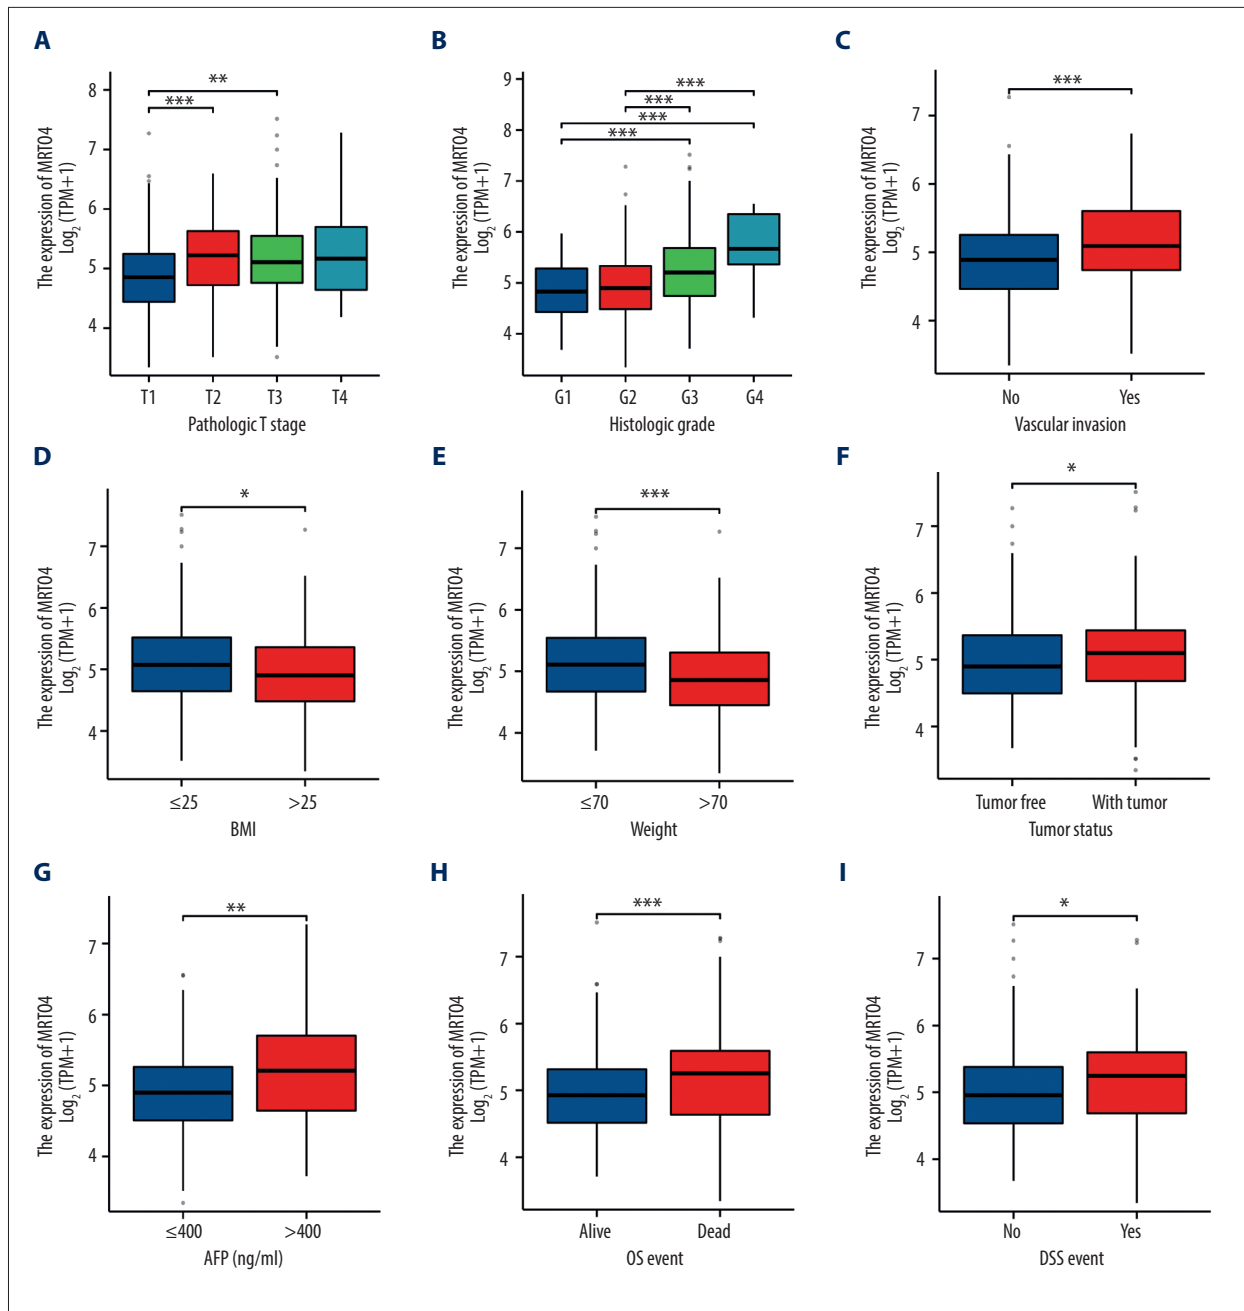 A
The expression of MRTO4
Log2 (TPM+1)
8
7
6
5
4
**
***
T1 T2 T3 T4
Pathologic T stage
B
The expression of MRTO4
Log2 (TPM+1)
9
8
7
6
5
4
***
***
***
***
G1 G2 G3 G4
Histologic grade
C
The expression of MRTO4
Log2 (TPM+1)
7
6
5
4
***
No Yes
Vascular invasion
D
The expression of MRTO4
Log2 (TPM+1)
7
6
5
4
*
≤25 >25
BMI
E
The expression of MRTO4
Log2 (TPM+1)
7
6
5
4
***
≤70 >70
Weight
F
The expression of MRTO4
Log2 (TPM+1)
7
6
5
4
*
Tumor free With tumor
Tumor status
G
The expression of MRTO4
Log2 (TPM+1)
7
6
5
4
**
≤400 >400
AFP (ng/ml)
H
The expression of MRTO4
Log2 (TPM+1)
7
6
5
4
***
Alive Dead
OS event
I
The expression of MRTO4
Log2 (TPM+1)
7
6
5
4
*
No Yes
DSS event